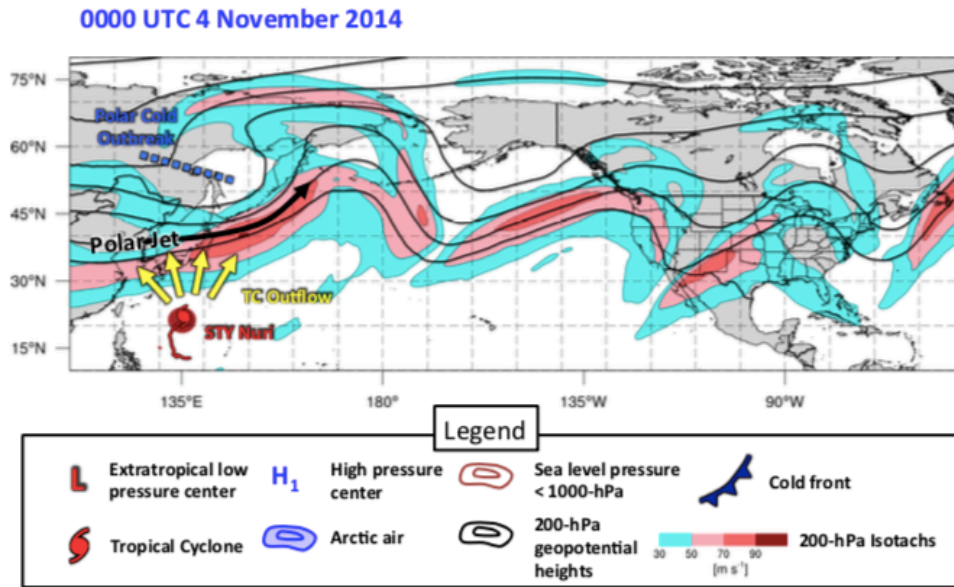 0000 UTC 4 November 2014
75°N
Polar Cold
Outbreak
60°N
45°N
Polar Jet
30°N
TC Outflow
STY Nuri
15°N
135°E 180° 135°W 90°W
Legend
L Extratropical low
pressure center
H1 High pressure
center
Sea level pressure
< 1000-hPa
Cold front
Tropical Cyclone
Arctic air
200-hPa
geopotential
heights
200-hPa Isotachs
30 50 70 90
[m s⁻¹]